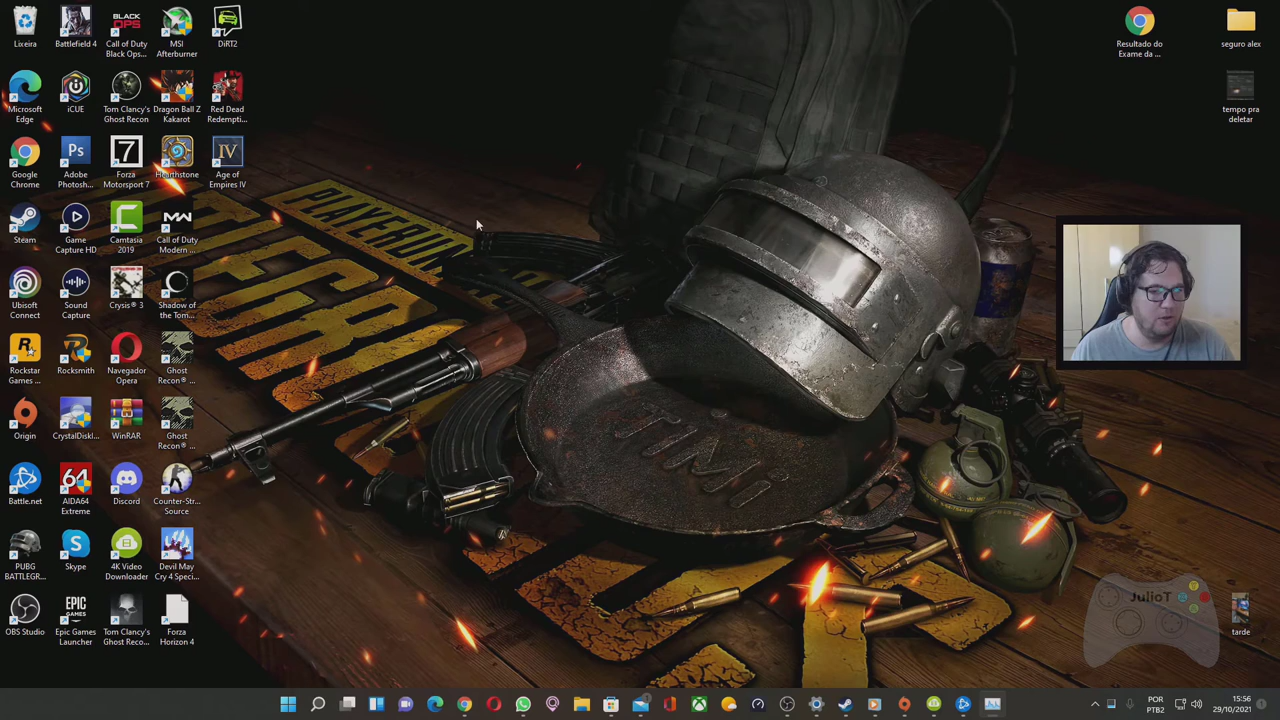 Lixeira
Battlefield 4
BLACK OPS
Call of Duty Black Ops...
MSI Afterburner
DiRT2
Microsoft Edge
iCUE
Tom Clancy's Ghost Recon
Dragon Ball Z Kakarot
Red Dead Redempti...
Google Chrome
Ps
Adobe Photosh...
7
Forza Motorsport 7
Hearthstone
IV
Age of Empires IV
Steam
Game Capture HD
Camtasia 2019
MW
Call of Duty Modern ...
Ubisoft Connect
Sound Capture
Crysis® 3
Shadow of the Tom...
Rockstar Games ...
Rocksmith
Navegador Opera
Ghost Recon® ...
Origin
CrystalDiskI...
WinRAR
Ghost Recon® ...
Battle.net
64
AIDA64 Extreme
Discord
Counter-Str... Source
PUBG BATTLEGR...
Skype
4K Video Downloader
Devil May Cry 4 Speci...
OBS Studio
EPIC GAMES
Epic Games Launcher
Tom Clancy's Ghost Reco...
Forza Horizon 4
Resultado do Exame da ...
seguro alex
tempo pra deletar
tarde
JulioT
POR
PTB2
15:56
29/10/2021